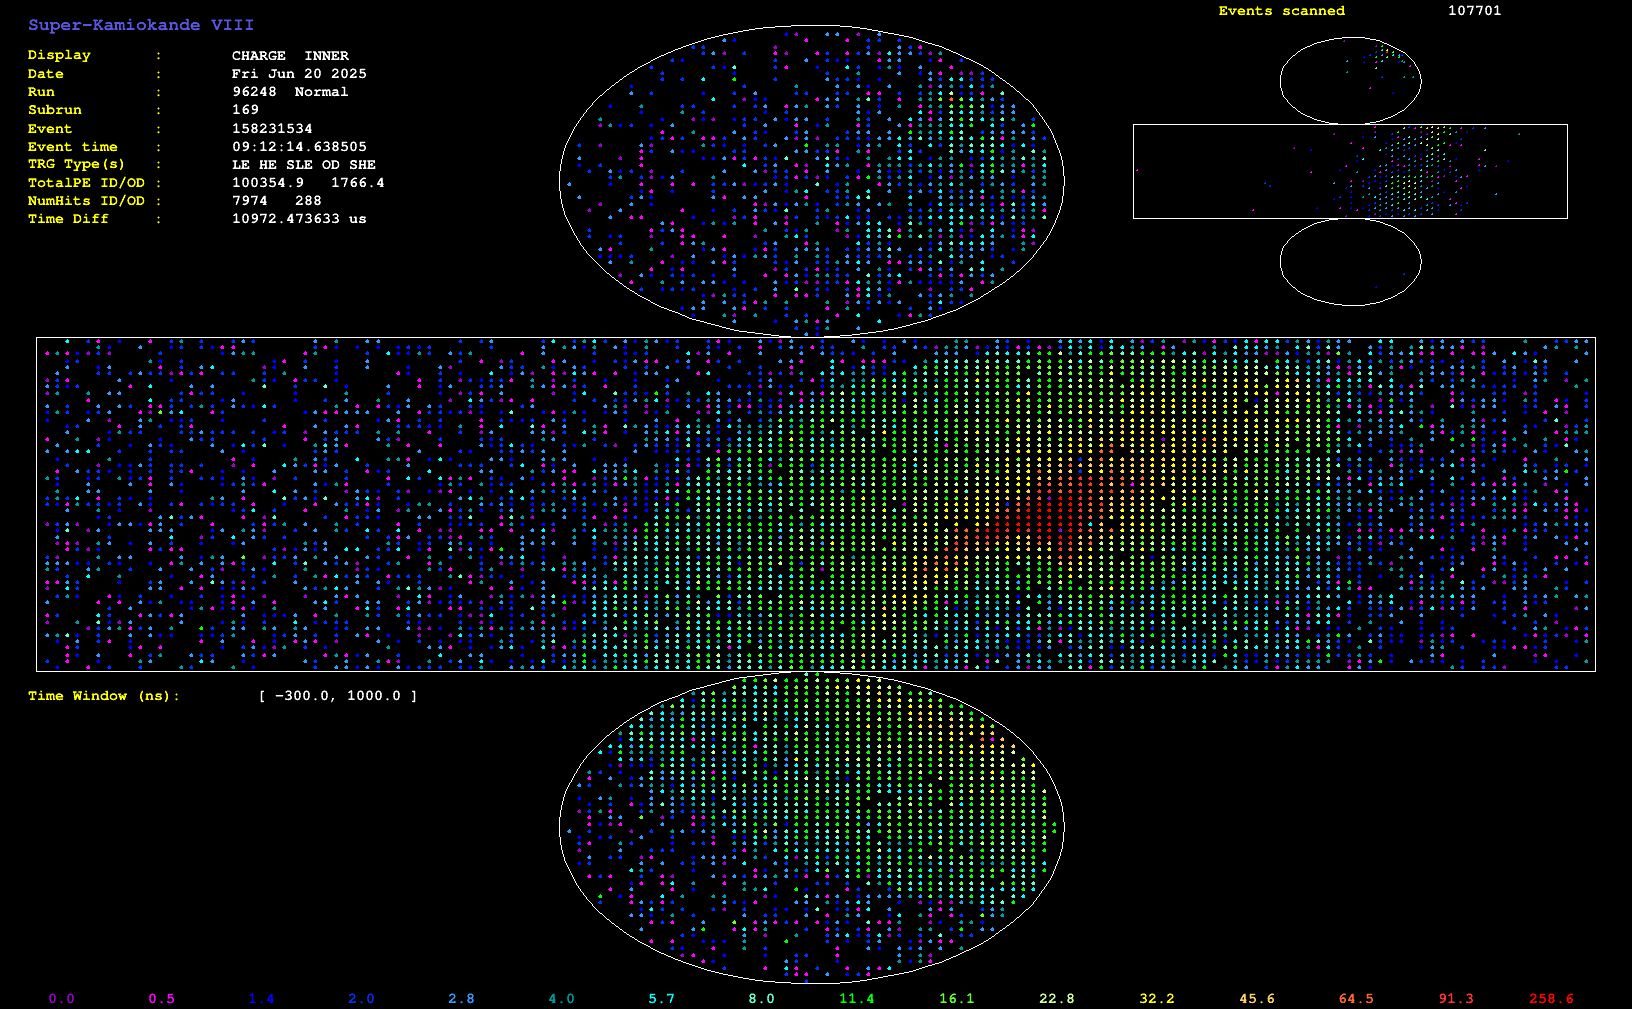 Super-Kamiokande VIII
Events scanned 107701
Display : CHARGE INNER
Date : Fri Jun 20 2025
Run : 96248 Normal
Subrun : 169
Event : 158231534
Event time : 09:12:14.638505
TRG Type(s) : LE HE SLE OD SHE
TotalPE ID/OD : 100354.9 1766.4
NumHits ID/OD : 7974 288
Time Diff : 10972.473633 us
Time Window (ns): [ -300.0, 1000.0 ]
0.0 0.5 1.4 2.0 2.8 4.0 5.7 8.0 11.4 16.1 22.8 32.2 45.6 64.5 91.3 258.6